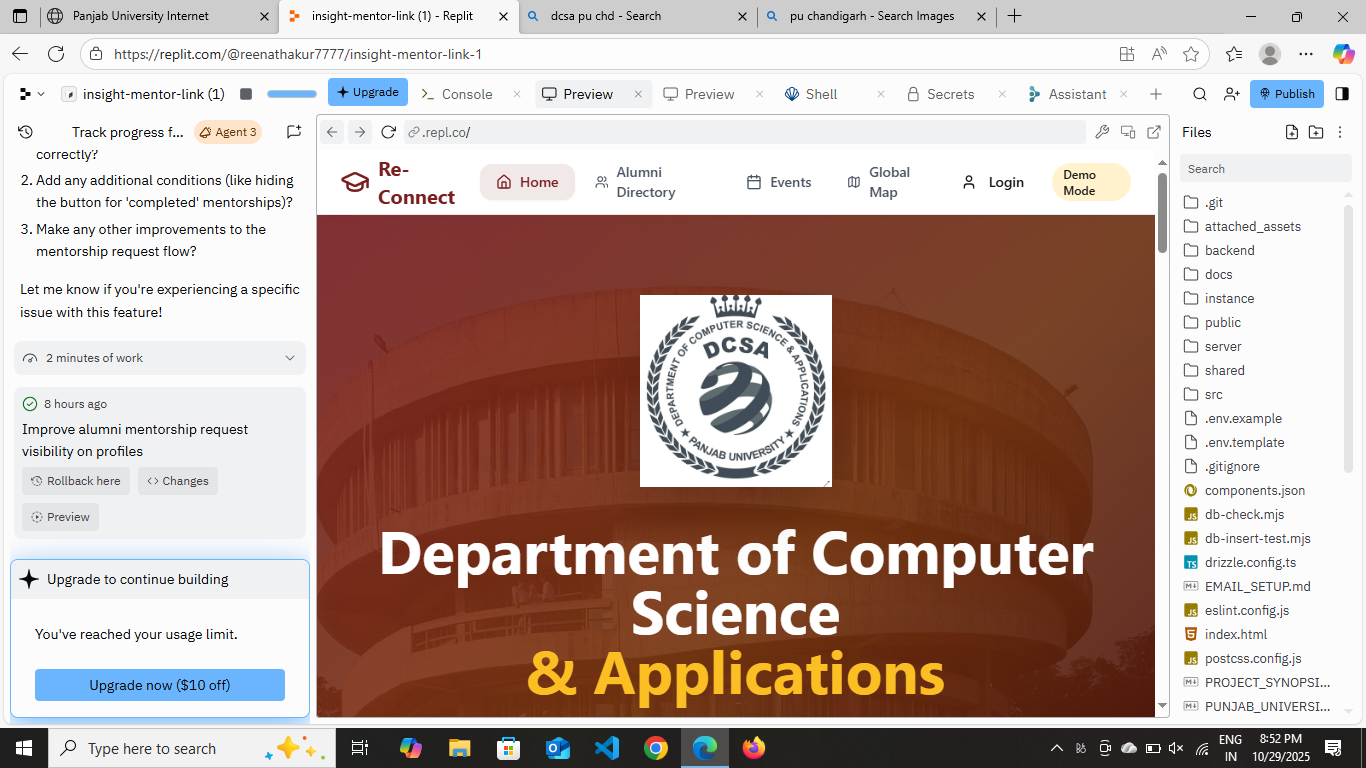 Panjab University Internet
insight-mentor-link (1) - Replit
dcsa pu chd - Search
pu chandigarh - Search Images
https://replit.com/@reenathakur7777/insight-mentor-link-1
insight-mentor-link (1)
Upgrade
Console
Preview
Preview
Shell
Secrets
Assistant
Publish
Track progress f...
Agent 3
correctly?
2. Add any additional conditions (like hiding
the button for 'completed' mentorships)?
3. Make any other improvements to the
mentorship request flow?
Let me know if you're experiencing a specific
issue with this feature!
2 minutes of work
8 hours ago
Improve alumni mentorship request
visibility on profiles
Rollback here
Changes
Preview
Upgrade to continue building
You've reached your usage limit.
Upgrade now ($10 off)
.repl.co/
Re-
Connect
Home
Alumni
Directory
Events
Global
Map
Login
Demo
Mode
DEPARTMENT OF COMPUTER SCIENCE & APPLICATIONS
DCSA
PANJAB UNIVERSITY
Department of Computer
Science
& Applications
Files
Search
.git
attached_assets
backend
docs
instance
public
server
shared
src
.env.example
.env.template
.gitignore
components.json
db-check.mjs
db-insert-test.mjs
drizzle.config.ts
EMAIL_SETUP.md
eslint.config.js
index.html
postcss.config.js
PROJECT_SYNOPSI...
PUNJAB_UNIVERSI...
Type here to search
ENG
IN
8:52 PM
10/29/2025